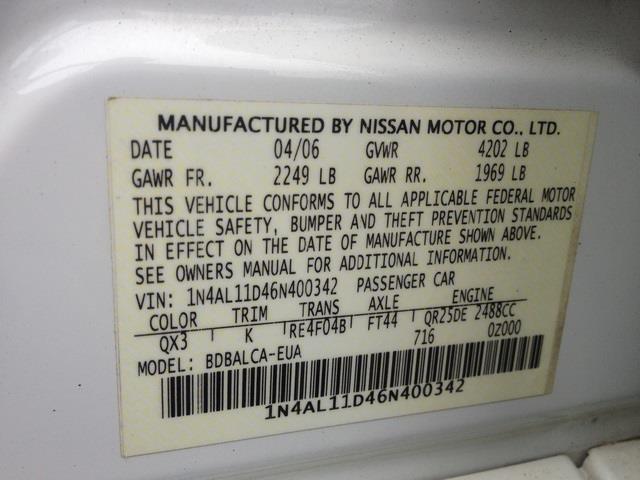 MANUFACTURED BY NISSAN MOTOR CO., LTD.
DATE 04/06 GVWR 4202 LB
GAWR FR. 2249 LB GAWR RR. 1969 LB
THIS VEHICLE CONFORMS TO ALL APPLICABLE FEDERAL MOTOR
VEHICLE SAFETY, BUMPER AND THEFT PREVENTION STANDARDS
IN EFFECT ON THE DATE OF MANUFACTURE SHOWN ABOVE.
SEE OWNERS MANUAL FOR ADDITIONAL INFORMATION.
VIN: 1N4AL11D46N400342 PASSENGER CAR
COLOR TRIM TRANS AXLE ENGINE
QX3 K RE4F04B FT44 QR25DE 2488CC
MODEL: BDBALCA-EUA 716 0Z000
1N4AL11D46N400342